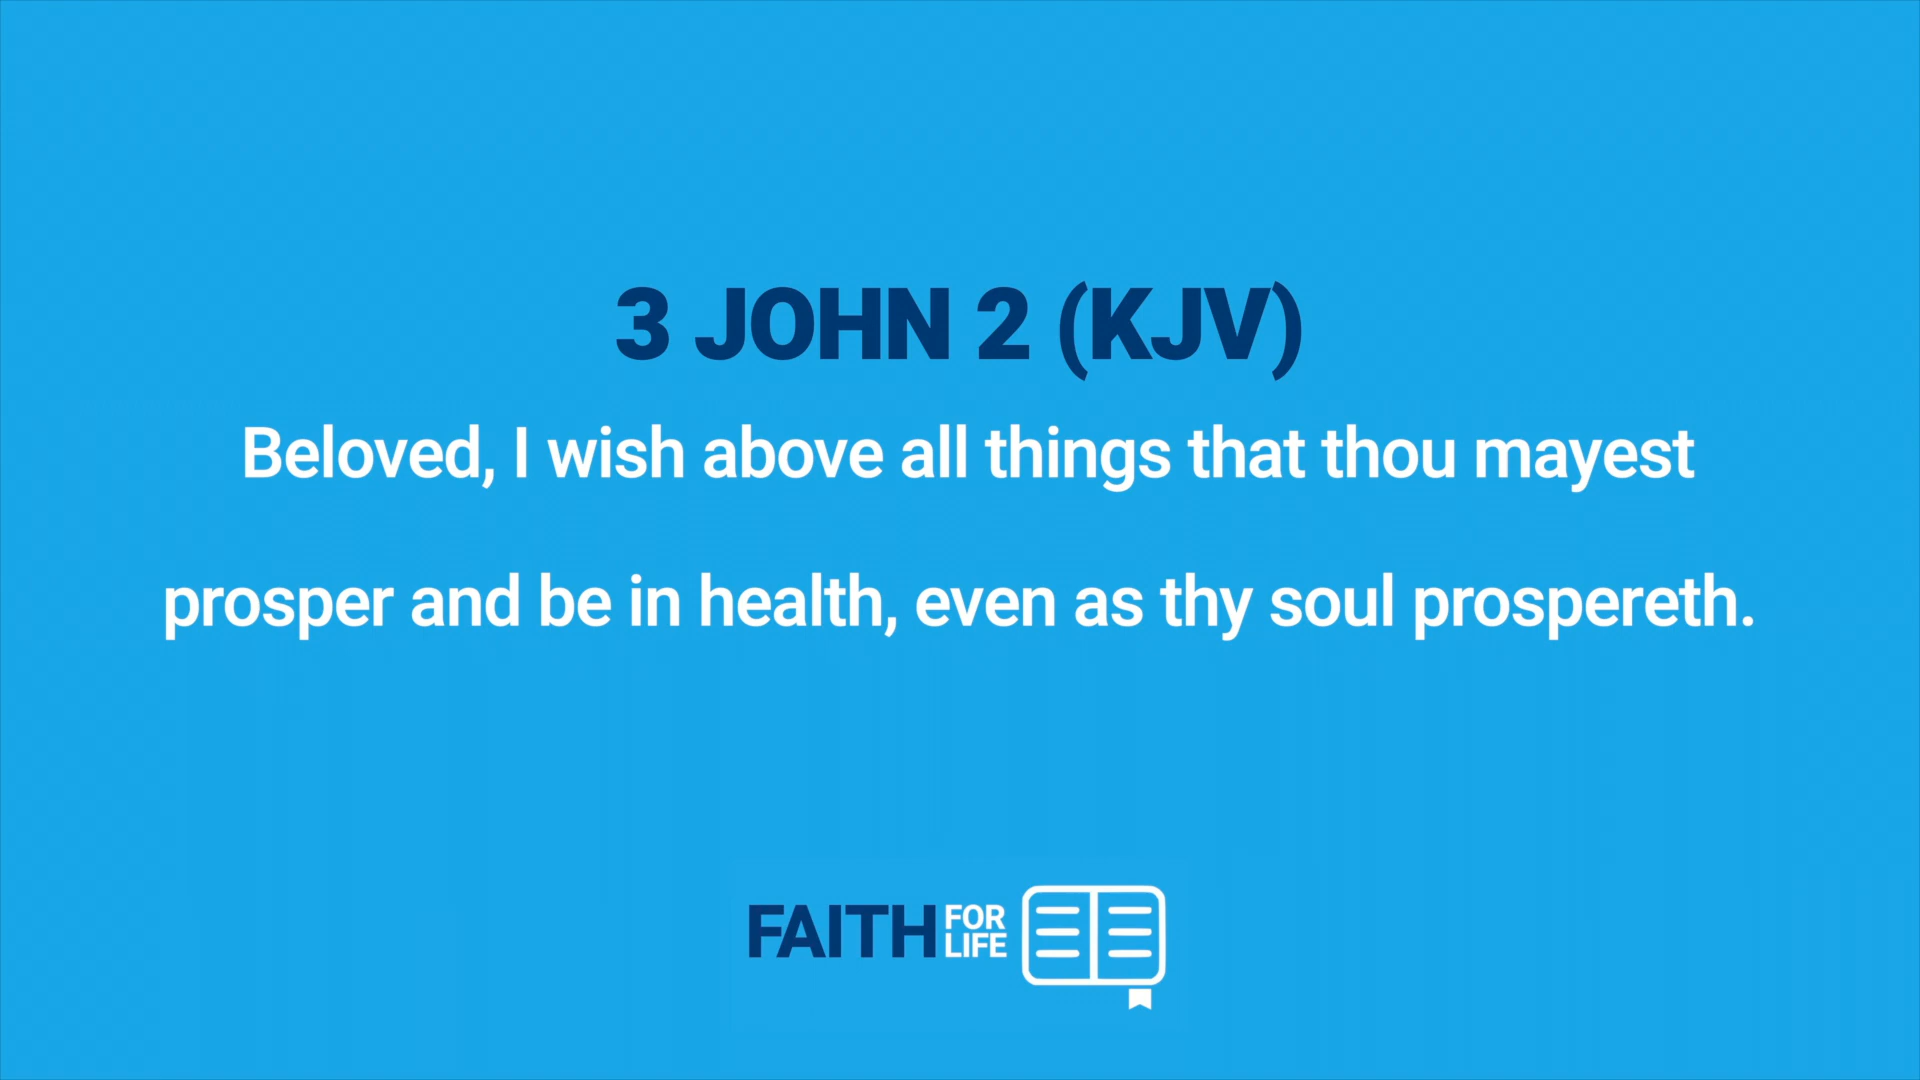 3 JOHN 2 (KJV)
Beloved, I wish above all things that thou mayest
prosper and be in health, even as thy soul prospereth.
FAITH FOR
LIFE